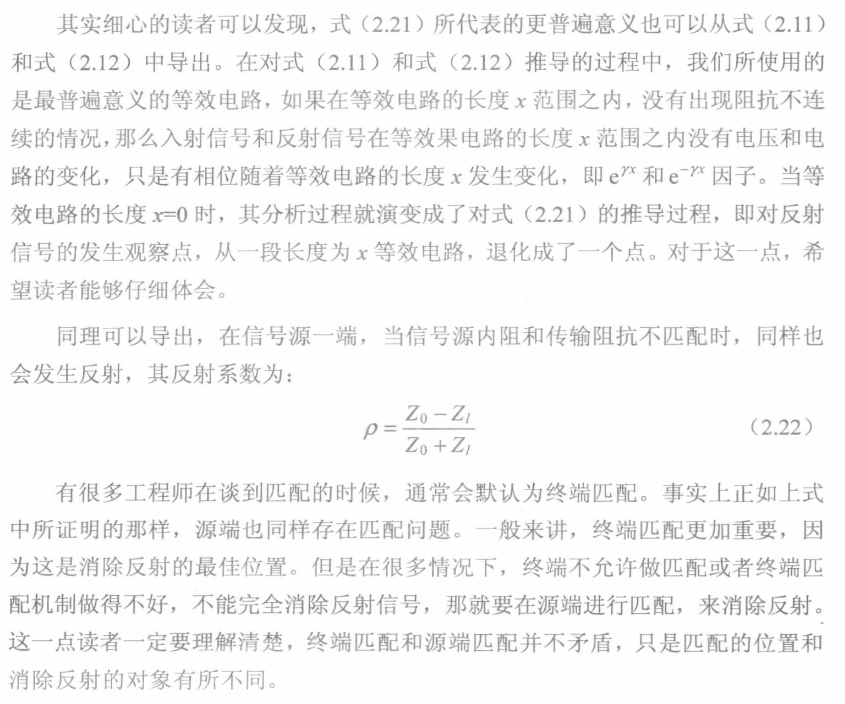 其实细心的读者可以发现，式（2.21）所代表的更普遍意义也可以从式（2.11）
和式（2.12）中导出。在对式（2.11）和式（2.12）推导的过程中，我们所使用的
是最普遍意义的等效电路，如果在等效电路的长度 x 范围之内，没有出现阻抗不连
续的情况，那么入射信号和反射信号在等效果电路的长度 x 范围之内没有电压和电
路的变化，只是有相位随着等效电路的长度 x 发生变化，即 e^{γx} 和 e^{-γx} 因子。当等
效电路的长度 x=0 时，其分析过程就演变成了对式（2.21）的推导过程，即对反射
信号的发生观察点，从一段长度为 x 等效电路，退化成了一个点。对于这一点，希
望读者能够仔细体会。
同理可以导出，在信号源一端，当信号源内阻和传输阻抗不匹配时，同样也
会发生反射，其反射系数为：
ρ = (Z₀ − Z_l) / (Z₀ + Z_l) （2.22）
有很多工程师在谈到匹配的时候，通常会默认为终端匹配。事实上正如上式
中所证明的那样，源端也同样存在匹配问题。一般来讲，终端匹配更加重要，因
为这是消除反射的最佳位置。但是在很多情况下，终端不允许做匹配或者终端匹
配机制做得不好，不能完全消除反射信号，那就要在源端进行匹配，来消除反射。
这一点读者一定要理解清楚，终端匹配和源端匹配并不矛盾，只是匹配的位置和
消除反射的对象有所不同。